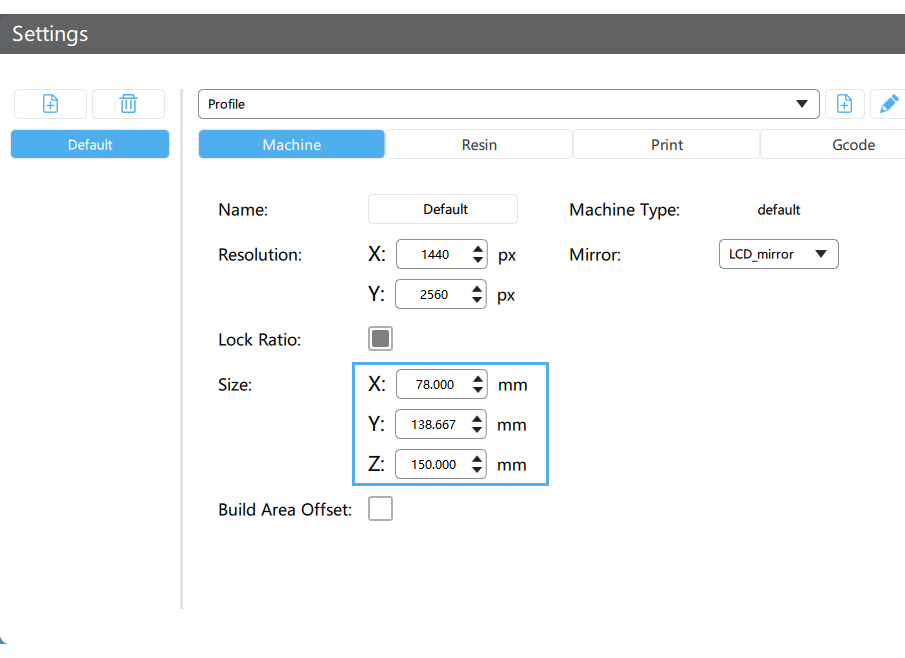 Settings
Profile
Default
Machine Resin Print Gcode
Name: Default Machine Type: default
Resolution: X: 1440 px Mirror: LCD_mirror
Y: 2560 px
Lock Ratio:
Size: X: 78.000 mm
Y: 138.667 mm
Z: 150.000 mm
Build Area Offset: